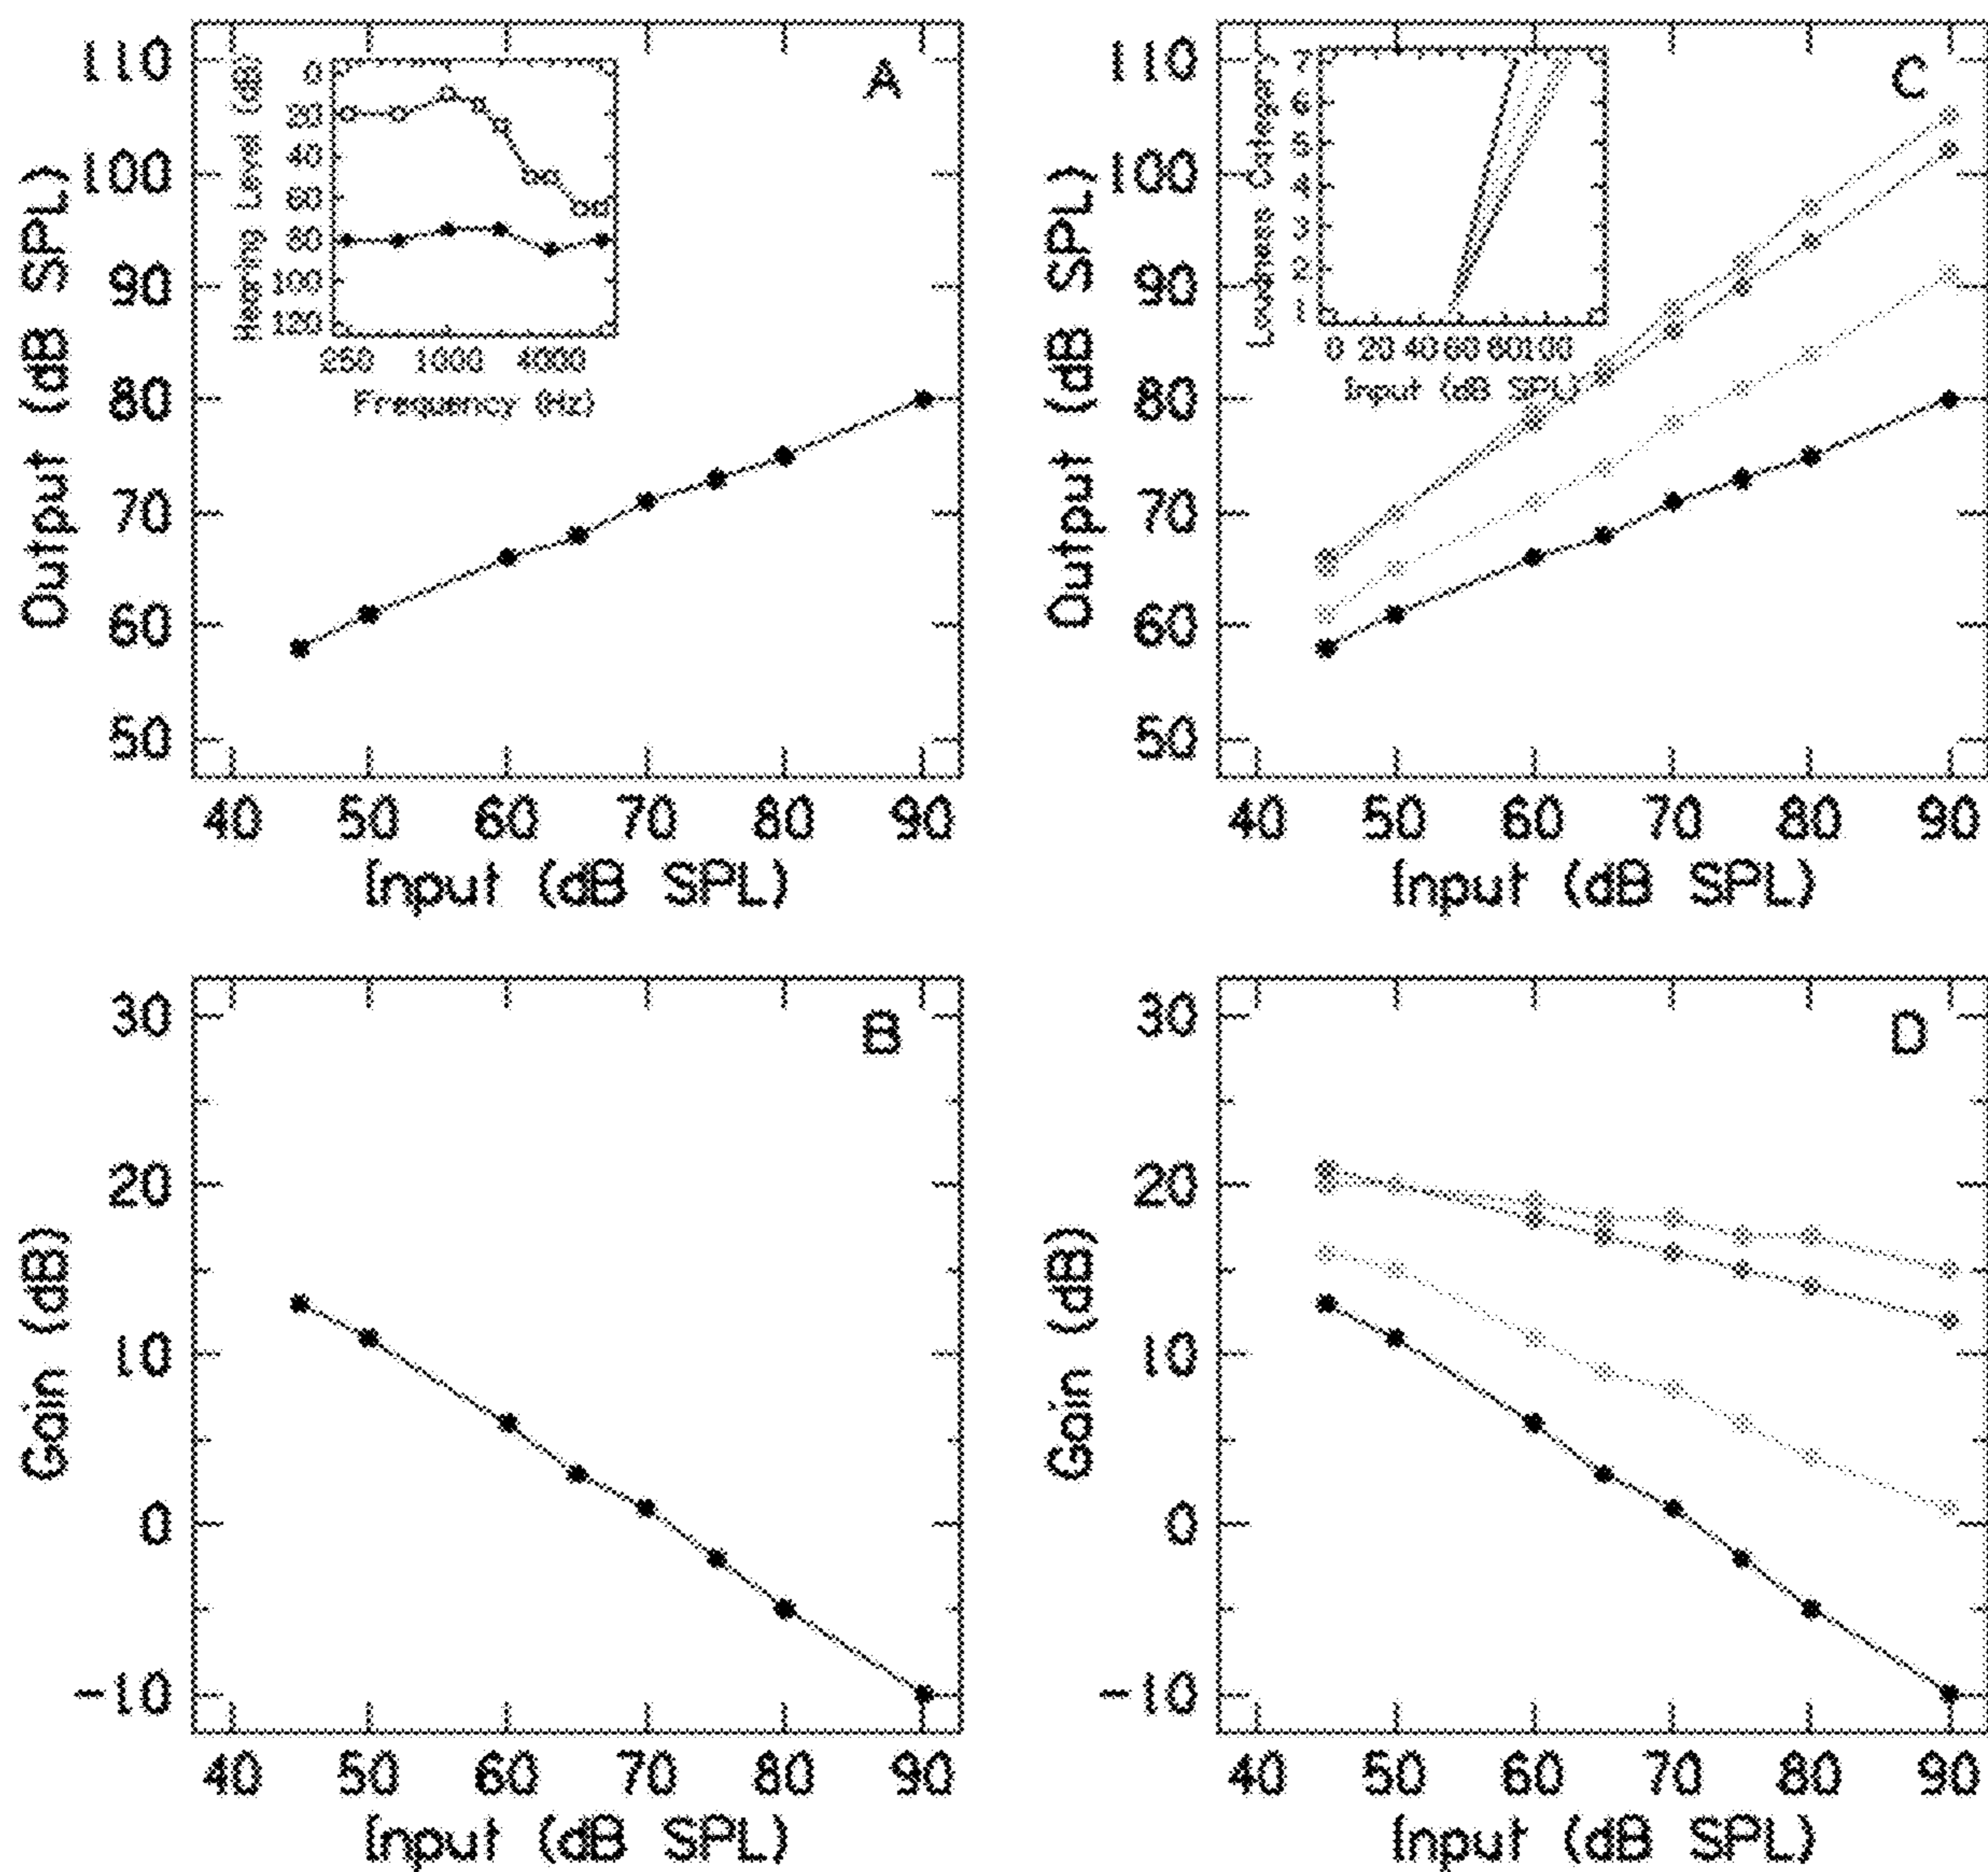 A
Output (dB SPL)
110
100
90
80
70
60
50
40 50 60 70 80 90
Input (dB SPL)
Hearing Level (dB)
0
20
40
60
80
100
120
250 1000 4000
Frequency (Hz)
C
Output (dB SPL)
110
100
90
80
70
60
50
40 50 60 70 80 90
Input (dB SPL)
Loudness Category
7
6
5
4
3
2
1
0 20 40 60 80 100
Input (dB SPL)
B
Gain (dB)
30
20
10
0
-10
40 50 60 70 80 90
Input (dB SPL)
D
Gain (dB)
30
20
10
0
-10
40 50 60 70 80 90
Input (dB SPL)